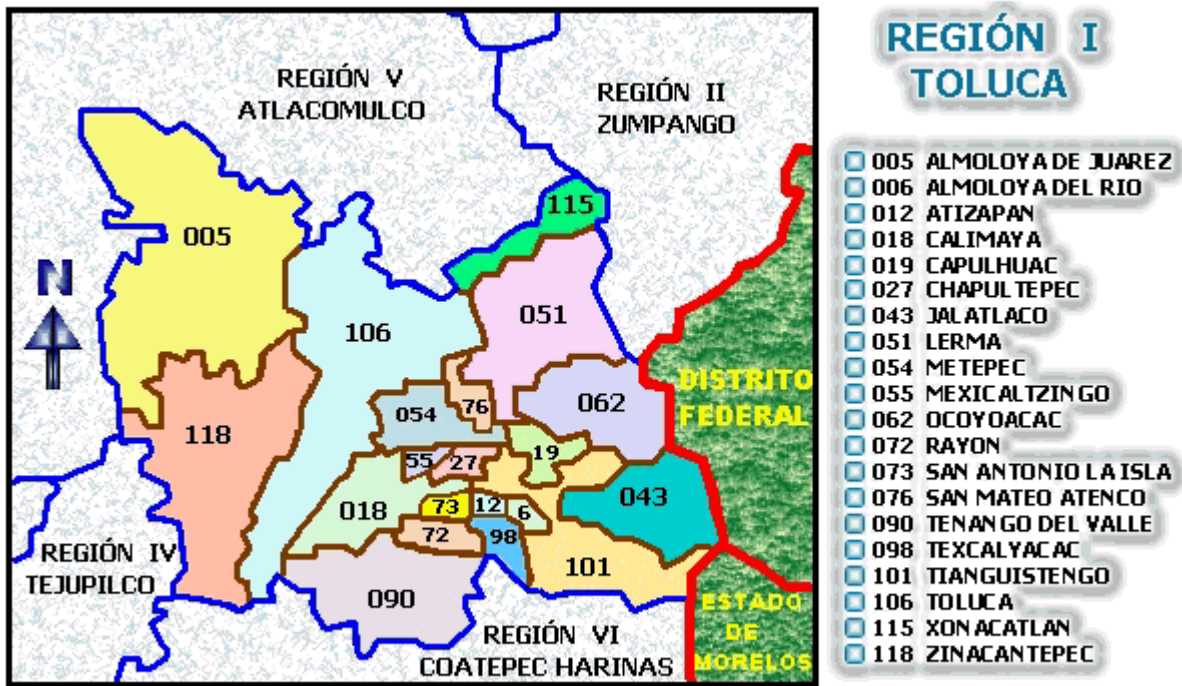 REGIÓN V
ATLACOMULCO
REGIÓN II
ZUMPANGO
005
115
N
106
051
DISTRITO
FEDERAL
054
76
062
118
55
27
19
018
73
12
6
043
72
98
101
REGIÓN IV
TEJUPILCO
090
ESTADO
DE
MORELOS
REGIÓN VI
COATEPEC HARINAS
REGIÓN I
TOLUCA
005 ALMOLOYA DE JUAREZ
006 ALMOLOYA DEL RIO
012 ATIZAPAN
018 CALIMAYA
019 CAPULHUAC
027 CHAPULTEPEC
043 JALATLACO
051 LERMA
054 METEPEC
055 MEXICALTZINGO
062 OCOYOACAC
072 RAYON
073 SAN ANTONIO LA ISLA
076 SAN MATEO ATENCO
090 TENANGO DEL VALLE
098 TEXCALYACAC
101 TIANGUISTENGO
106 TOLUCA
115 XONACATLAN
118 ZINACANTEPEC